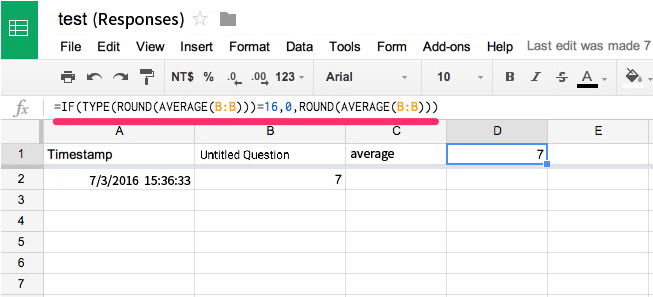 test (Responses)
File Edit View Insert Format Data Tools Form Add-ons Help Last edit was made 7
NT$ % .0 .00 123 Arial 10 B I S A
fx =IF(TYPE(ROUND(AVERAGE(B:B)))=16,0,ROUND(AVERAGE(B:B)))
A B C D E
1 Timestamp Untitled Question average 7
2 7/3/2016 15:36:33 7
3
4
5
6
7